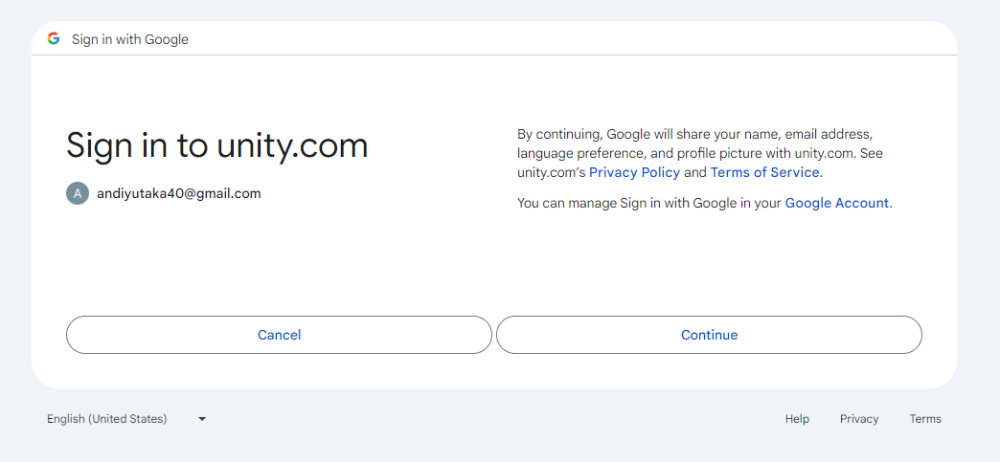 Sign in with Google
Sign in to unity.com
A andiyutaka40@gmail.com
By continuing, Google will share your name, email address,
language preference, and profile picture with unity.com. See
unity.com’s Privacy Policy and Terms of Service.
You can manage Sign in with Google in your Google Account.
Cancel
Continue
English (United States)
Help
Privacy
Terms